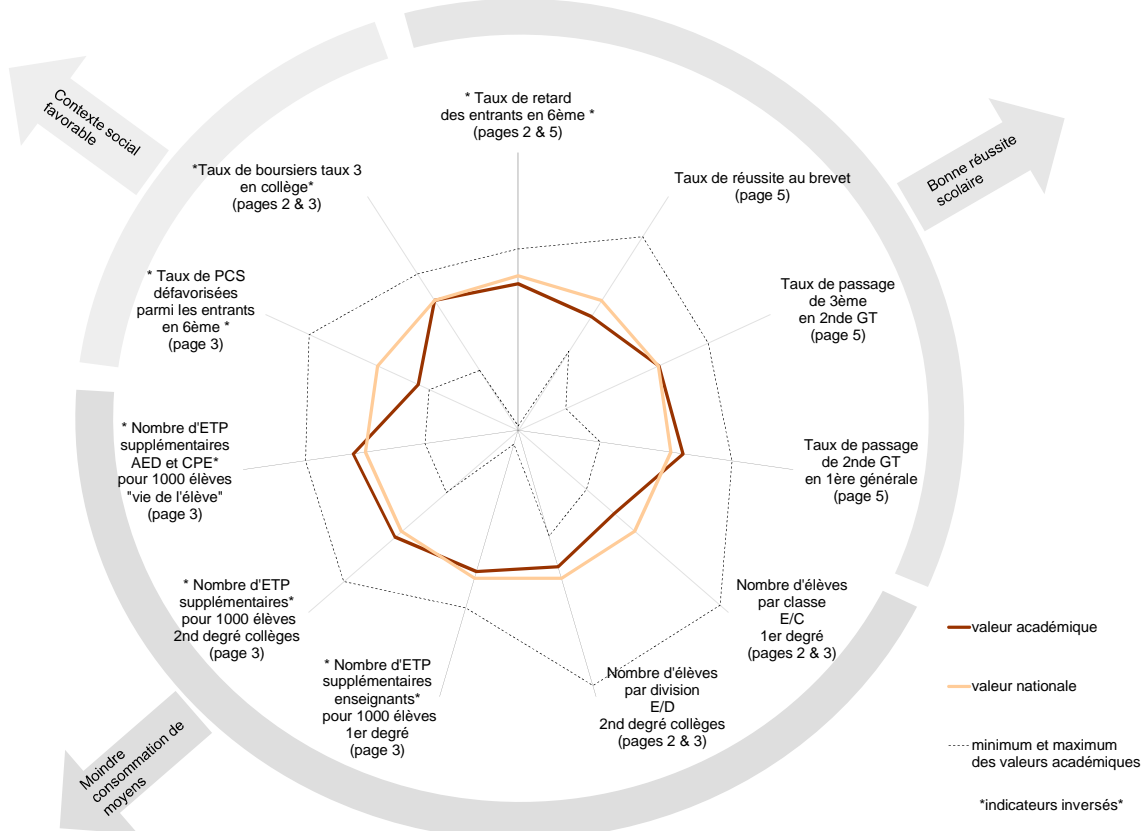 Contexte social
favorable
* Taux de retard
des entrants en 6ème *
(pages 2 & 5)
Bonne réussite
scolaire
*Taux de boursiers taux 3
en collège*
(pages 2 & 3)
Taux de réussite au brevet
(page 5)
* Taux de PCS
défavorisées
parmi les entrants
en 6ème *
(page 3)
Taux de passage
de 3ème
en 2nde GT
(page 5)
* Nombre d'ETP
supplémentaires
AED et CPE*
pour 1000 élèves
"vie de l'élève"
(page 3)
Taux de passage
de 2nde GT
en 1ère générale
(page 5)
* Nombre d'ETP
supplémentaires*
pour 1000 élèves
2nd degré collèges
(page 3)
Nombre d'élèves
par classe
E/C
1er degré
(pages 2 & 3)
* Nombre d'ETP
supplémentaires
enseignants*
pour 1000 élèves
1er degré
(page 3)
Nombre d'élèves
par division
E/D
2nd degré collèges
(pages 2 & 3)
Moindre
consommation de
moyens
valeur académique
valeur nationale
minimum et maximum
des valeurs académiques
*indicateurs inversés*